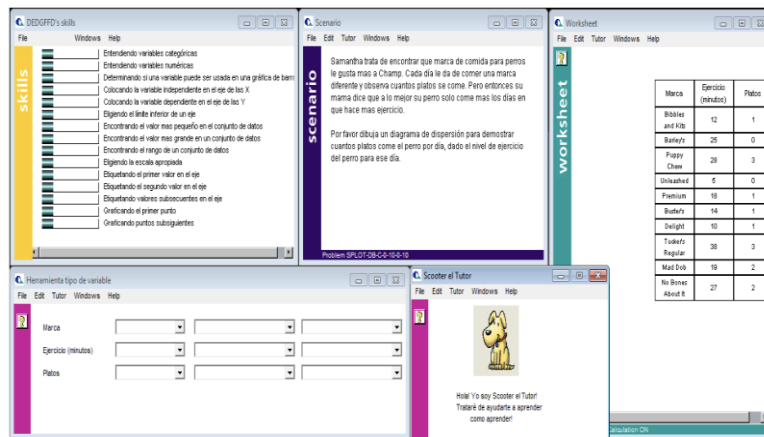 DEDGFFD's skills
File Windows Help
skills
Entendiendo variables categóricas
Entendiendo variables numéricas
Determinando si una variable puede ser usada en una gráfica de barra
Colocando la variable independiente en el eje de las X
Colocando la variable dependiente en el eje de las Y
Eligiendo el límite inferior de un eje
Encontrando el valor mas pequeño en el conjunto de datos
Encontrando el valor mas grande en un conjunto de datos
Encontrando el rango de un conjunto de datos
Eligiendo la escala apropiada
Etiquetando el primer valor en el eje
Etiquetando el segundo valor en el eje
Etiquetando valores subsecuentes en el eje
Graficando el primer punto
Graficando puntos subsiguientes
Scenario
File Edit Tutor Windows Help
scenario
Samantha trata de encontrar que marca de comida para perros
le gusta mas a Champ. Cada día le da de comer una marca
diferente y observa cuantos platos se come. Pero entonces su
mama dice que a lo mejor su perro solo come mas los días en
que hace mas ejercicio.
Por favor dibuja un diagrama de dispersión para demostrar
cuantos platos come el perro por día, dado el nivel de ejercicio
del perro para ese día.
Problem SPLOT-DB-C-0-10-0-10
Worksheet
File Edit Tutor Windows Help
worksheet
Marca Ejercicio (minutos) Platos
Bibbles and Kits 12 1
Barley's 25 0
Puppy Chew 28 3
Unleashed 5 0
Premium 18 1
Buster's 14 1
Delight 10 1
Tucker's Regular 38 3
Mad Dob 19 2
No Bones About It 27 2
Calculation ON
Herramienta tipo de variable
File Edit Tutor Windows Help
Marca
Ejercicio (minutos)
Platos
Scooter el Tutor
File Edit Tutor Windows Help
Hola! Yo soy Scooter el Tutor!
Trataré de ayudarte a aprender
como aprender!